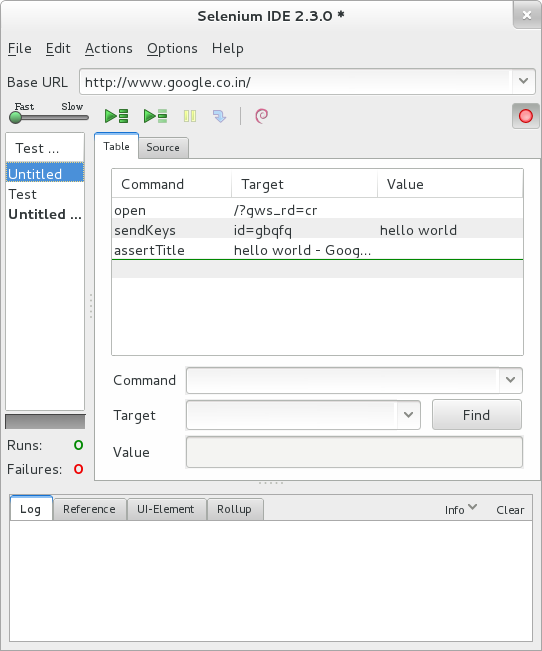 Selenium IDE 2.3.0 *
File Edit Actions Options Help
Base URL http://www.google.co.in/
Fast Slow
Test ...
Untitled
Test
Untitled ...
Table Source
Command Target Value
open /?gws_rd=cr
sendKeys id=gbqfq hello world
assertTitle hello world - Goog...
Command
Target Find
Value
Runs: 0
Failures: 0
Log Reference UI-Element Rollup Info Clear